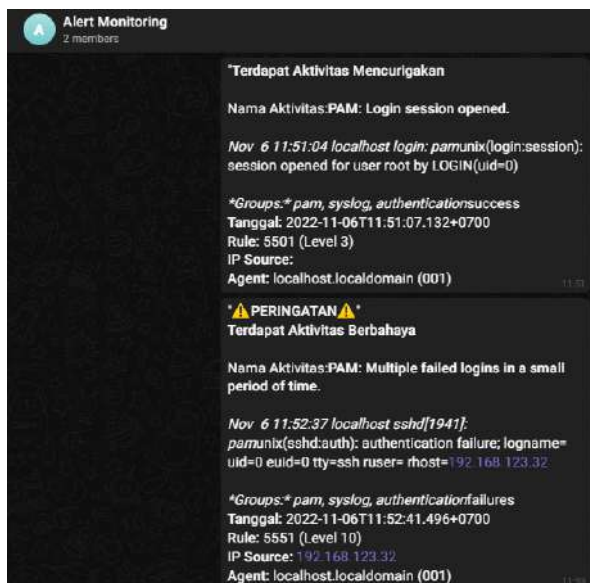 A
Alert Monitoring
2 members
*Terdapat Aktivitas Mencurigakan
Nama Aktivitas:PAM: Login session opened.
Nov 6 11:51:04 localhost login: pamunix(login:session):
session opened for user root by LOGIN(uid=0)
*Groups:* pam, syslog, authenticationsuccess
Tanggal: 2022-11-06T11:51:07.132+0700
Rule: 5501 (Level 3)
IP Source:
Agent: localhost.localdomain (001)
11:51
*⚠PERINGATAN⚠*
Terdapat Aktivitas Berbahaya
Nama Aktivitas:PAM: Multiple failed logins in a small
period of time.
Nov 6 11:52:37 localhost sshd[1941]:
pamunix(sshd:auth): authentication failure; logname=
uid=0 euid=0 tty=ssh ruser= rhost=192.168.123.32
*Groups:* pam, syslog, authenticationfailures
Tanggal: 2022-11-06T11:52:41.496+0700
Rule: 5551 (Level 10)
IP Source: 192.168.123.32
Agent: localhost.localdomain (001)